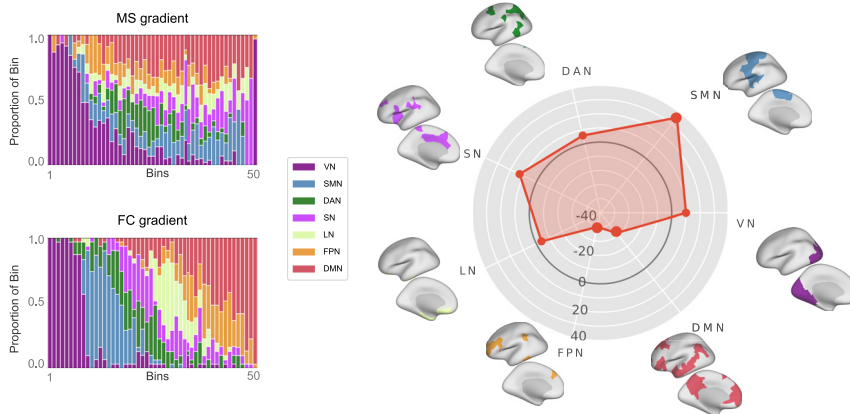 MS gradient
1.0
0.5
0.0
Proportion of Bin
1
Bins
50
FC gradient
1.0
0.5
0.0
Proportion of Bin
1
Bins
50
VN
SMN
DAN
SN
LN
FPN
DMN
DAN
SMN
SN
VN
LN
FPN
DMN
-40
-20
0
20
40